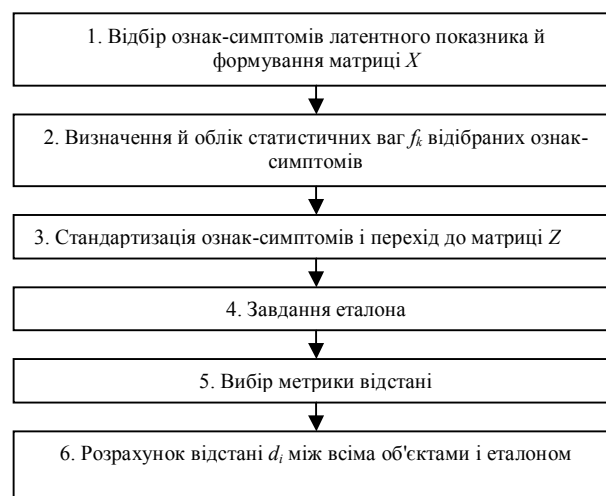 1. Відбір ознак-симптомів латентного показника й
формування матриці X
2. Визначення й облік статистичних ваг fk відібраних ознак-
симптомів
3. Стандартизація ознак-симптомів і перехід до матриці Z
4. Завдання еталона
5. Вибір метрики відстані
6. Розрахунок відстані di між всіма об'єктами і еталоном